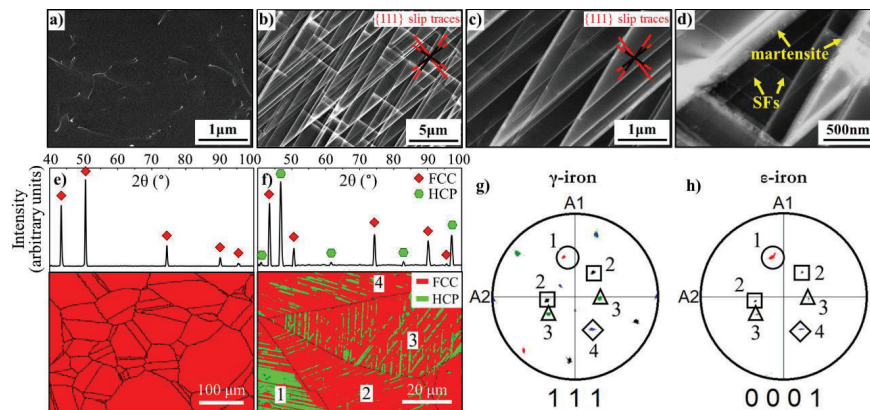 a)
1μm
b)
{111} slip traces
5μm
c)
{111} slip traces
1μm
d)
martensite
SFs
500nm
Intensity
(arbitrary units)
40 50 60 70 80 90 100
e)
2θ (°)
FCC
40 50 60 70 80 90 100
f)
2θ (°)
FCC
HCP
100 μm
FCC
HCP
4
3
1
2
20 μm
g)
γ-iron
A1
1
2
2
A2
3
3
4
1 1 1
h)
ε-iron
A1
1
2
2
A2
3
3
4
0 0 0 1